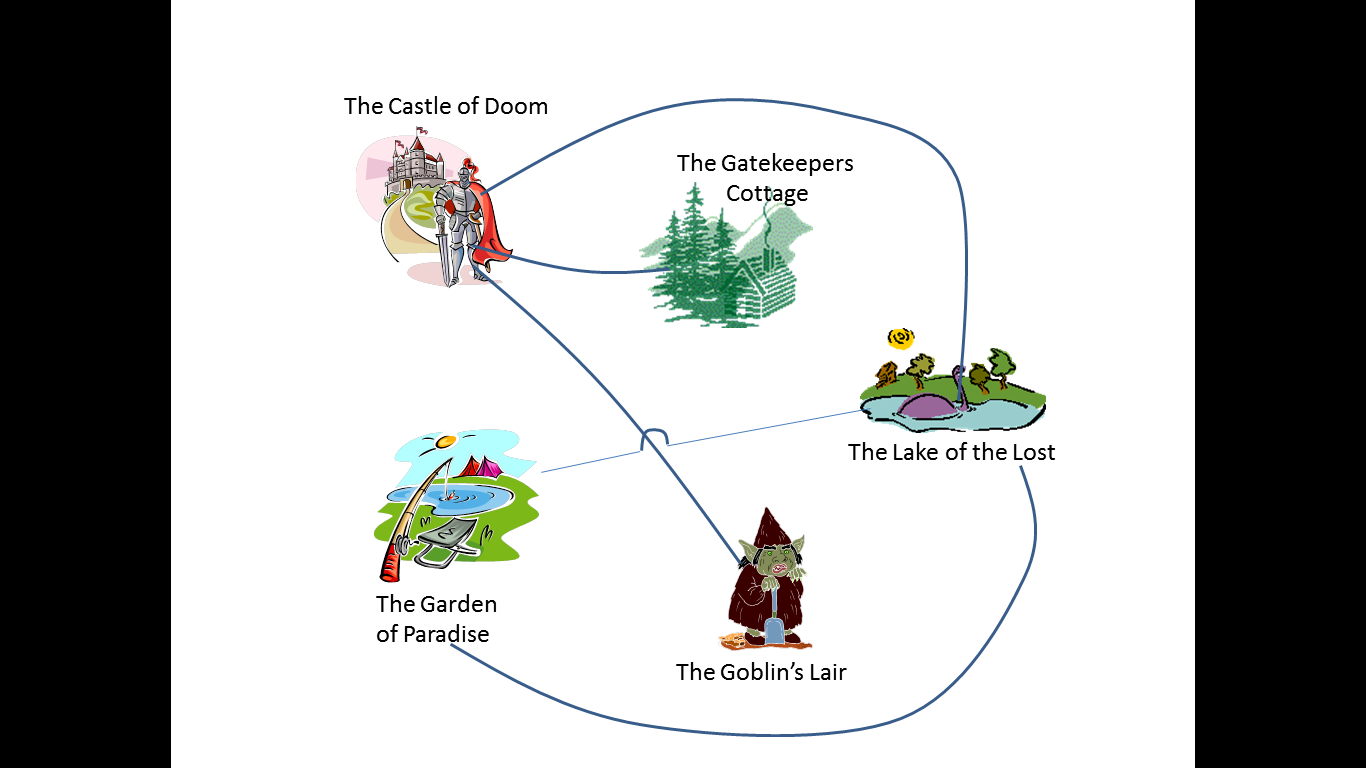 The Castle of Doom
The Gatekeepers
Cottage
The Lake of the Lost
The Garden
of Paradise
The Goblin’s Lair